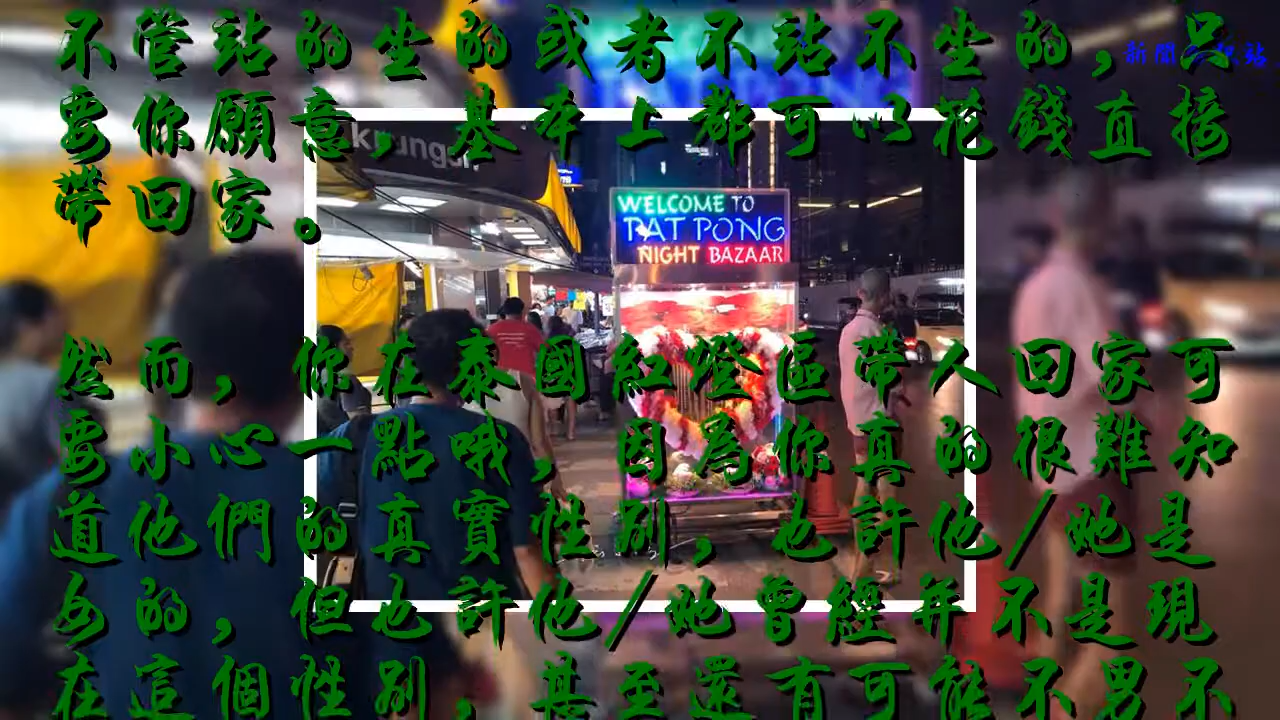 不管站的坐的或者不站不坐的，只
要你願意，基本上都可以花錢直接
帶回家。
WELCOME TO
PAT PONG
NIGHT BAZAAR
然而，你在泰國紅燈區帶人回家可
要小心一點哦，因為你真的很難知
道他們的真實性別，也許他/她是
女的，但也許他/她曾經并不是現
在這個性別，甚至還有可能不男不